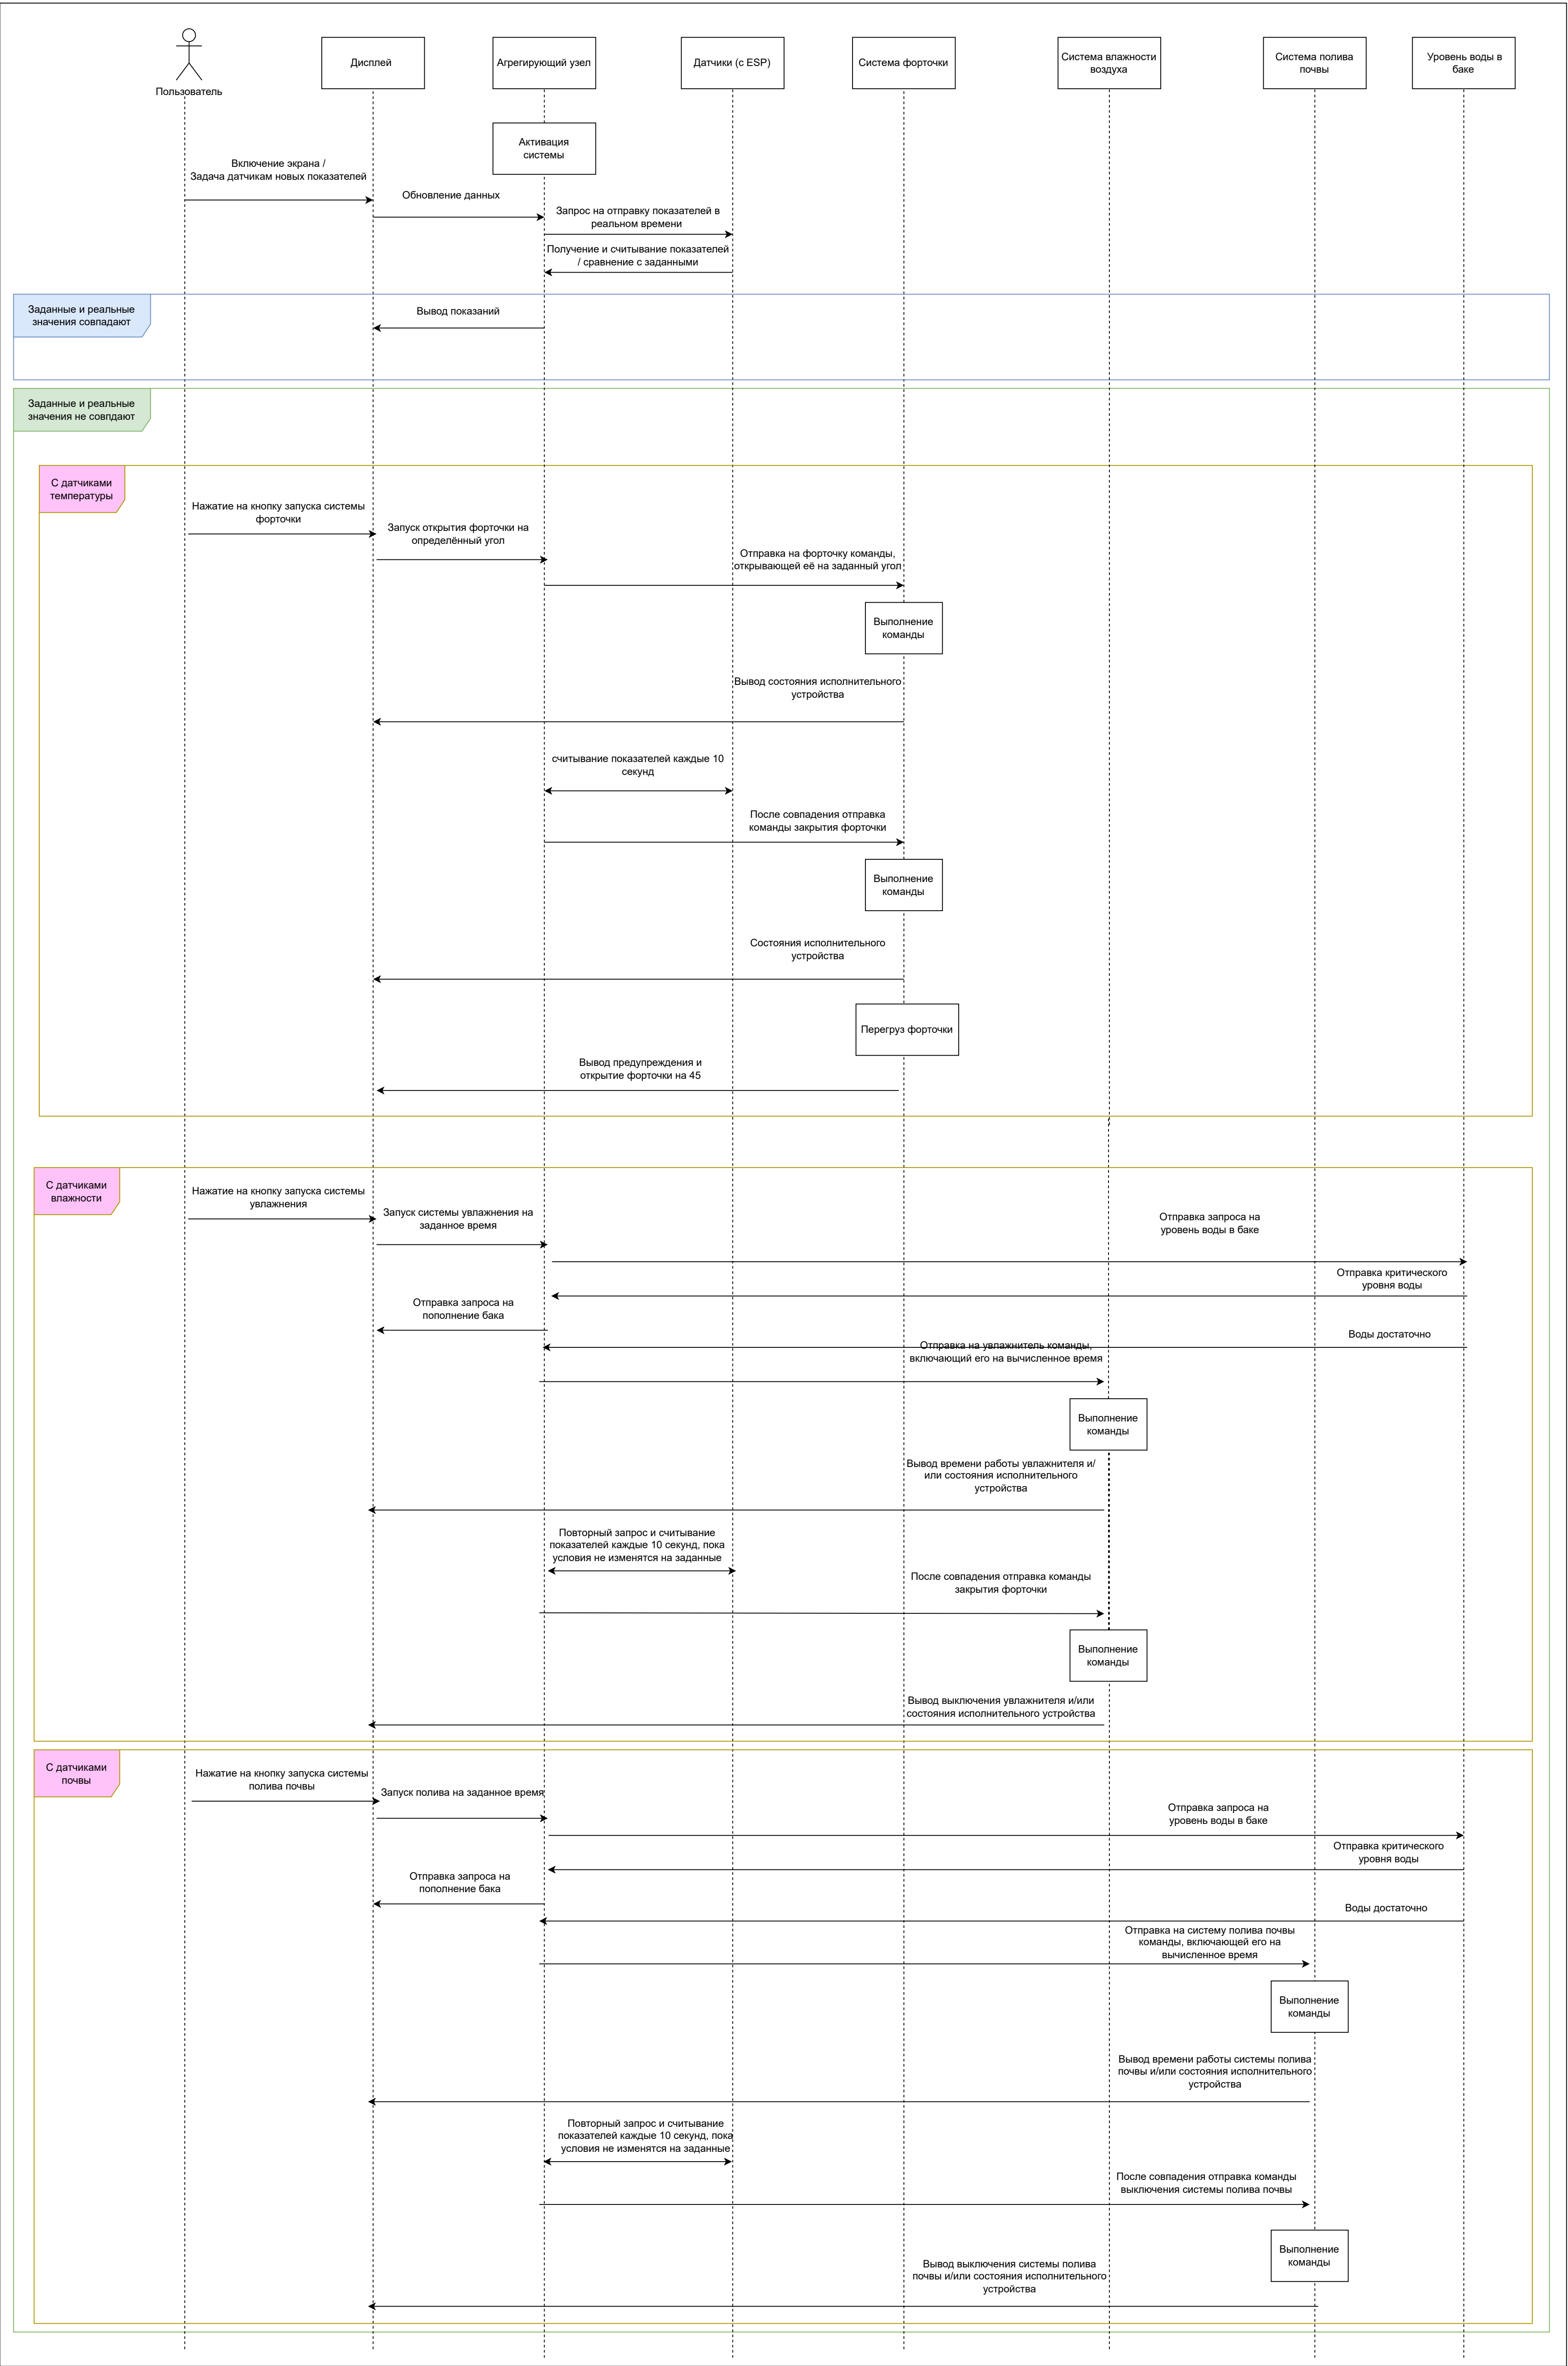 Пользователь
Дисплей
Агрегирующий узел
Датчики (с ESP)
Система форточки
Система влажности
воздуха
Система полива
почвы
Уровень воды в
баке
Активация
системы
Включение экрана /
Задача датчикам новых показателей
Обновление данных
Запрос на отправку показателей в
реальном времени
Получение и считывание показателей
/ сравнение с заданными
Заданные и реальные
значения совпадают
Вывод показаний
Заданные и реальные
значения не совпдают
С датчиками
температуры
Нажатие на кнопку запуска системы
форточки
Запуск открытия форточки на
определённый угол
Отправка на форточку команды,
открывающей её на заданный угол
Выполнение
команды
Вывод состояния исполнительного
устройства
считывание показателей каждые 10
секунд
После совпадения отправка
команды закрытия форточки
Выполнение
команды
Состояния исполнительного
устройства
Перегруз форточки
Вывод предупреждения и
открытие форточки на 45
С датчиками
влажности
Нажатие на кнопку запуска системы
увлажнения
Запуск системы увлажнения на
заданное время
Отправка запроса на
уровень воды в баке
Отправка критического
уровня воды
Отправка запроса на
пополнение бака
Воды достаточно
Отправка на увлажнитель команды,
включающий его на вычисленное время
Выполнение
команды
Вывод времени работы увлажнителя и/
или состояния исполнительного
устройства
Повторный запрос и считывание
показателей каждые 10 секунд, пока
условия не изменятся на заданные
После совпадения отправка команды
закрытия форточки
Выполнение
команды
Вывод выключения увлажнителя и/или
состояния исполнительного устройства
С датчиками
почвы
Нажатие на кнопку запуска системы
полива почвы
Запуск полива на заданное время
Отправка запроса на
уровень воды в баке
Отправка критического
уровня воды
Отправка запроса на
пополнение бака
Воды достаточно
Отправка на систему полива почвы
команды, включающей его на
вычисленное время
Выполнение
команды
Вывод времени работы системы полива
почвы и/или состояния исполнительного
устройства
Повторный запрос и считывание
показателей каждые 10 секунд, пока
условия не изменятся на заданные
После совпадения отправка команды
выключения системы полива почвы
Выполнение
команды
Вывод выключения системы полива
почвы и/или состояния исполнительного
устройства